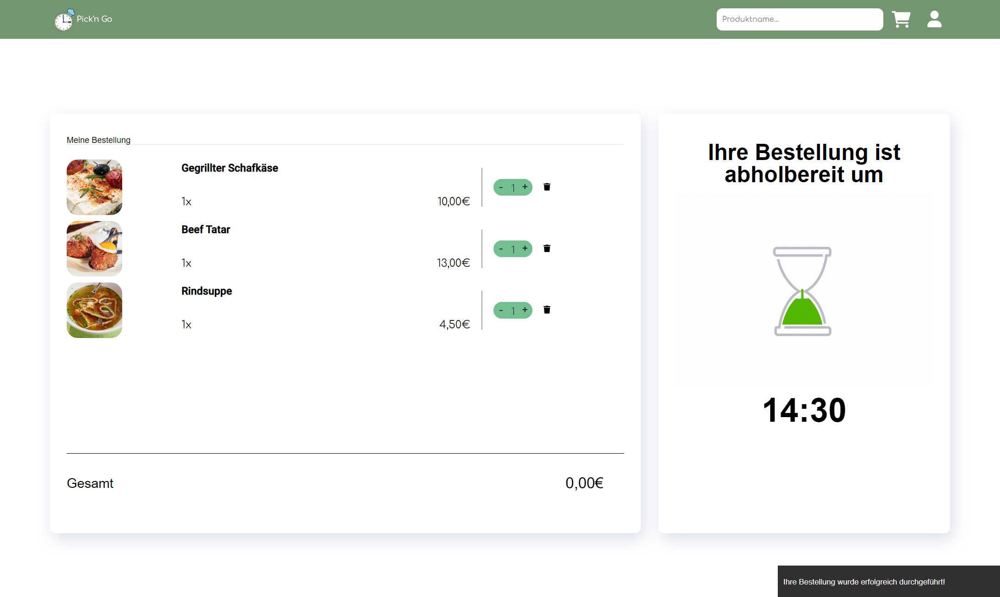 Pick'n Go
Produktname...
Meine Bestellung
Gegrillter Schafkäse
1x
10,00€
- 1 +
Beef Tatar
1x
13,00€
- 1 +
Rindsuppe
1x
4,50€
- 1 +
Gesamt
0,00€
Ihre Bestellung ist
abholbereit um
14:30
Ihre Bestellung wurde erfolgreich durchgeführt!